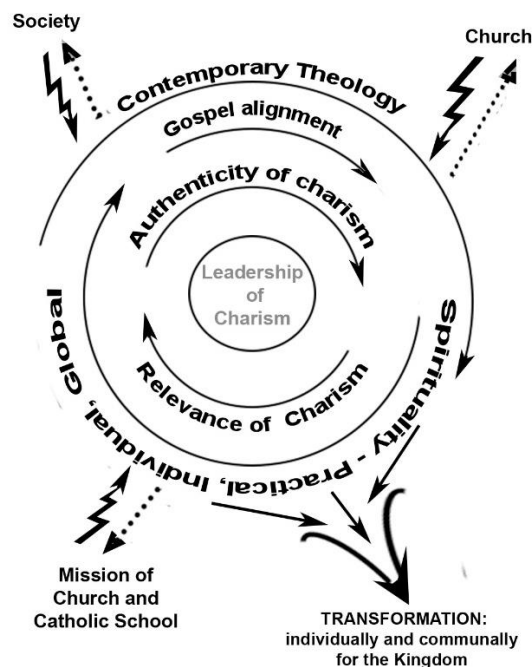 Society
Church
Contemporary Theology
Gospel alignment
Authenticity of charism
Leadership
of
Charism
Relevance of Charism
Spirituality - Practical, Individual, Global
Mission of
Church and
Catholic School
TRANSFORMATION:
individually and communally
for the Kingdom